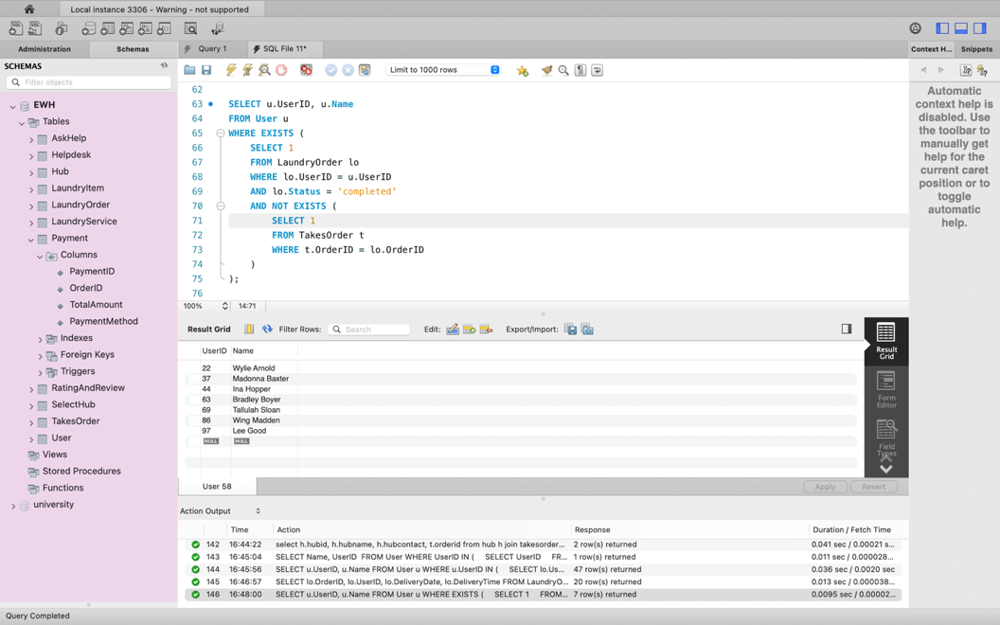 Local instance 3306 - Warning - not supported
Administration
Schemas
Query 1
SQL File 11*
Context H...
Snippets
SCHEMAS
Filter objects
EWH
Tables
AskHelp
Helpdesk
Hub
LaundryItem
LaundryOrder
LaundryService
Payment
Columns
PaymentID
OrderID
TotalAmount
PaymentMethod
Indexes
Foreign Keys
Triggers
RatingAndReview
SelectHub
TakesOrder
User
Views
Stored Procedures
Functions
university
Limit to 1000 rows
62
63 SELECT u.UserID, u.Name
64 FROM User u
65 WHERE EXISTS (
66 SELECT 1
67 FROM LaundryOrder lo
68 WHERE lo.UserID = u.UserID
69 AND lo.Status = 'completed'
70 AND NOT EXISTS (
71 SELECT 1
72 FROM TakesOrder t
73 WHERE t.OrderID = lo.OrderID
74 )
75 );
76
100% 14:71
Automatic
context help is
disabled. Use
the toolbar to
manually get
help for the
current caret
position or to
toggle
automatic
help.
Result Grid Filter Rows: Search Edit: Export/Import:
UserID Name
22 Wylie Arnold
37 Madonna Baxter
44 Ina Hopper
63 Bradley Boyer
69 Tallulah Sloan
86 Wing Madden
97 Lee Good
NULL NULL
Result
Grid
Form
Editor
Field
Types
User 58
Apply Revert
Action Output
Time Action Response Duration / Fetch Time
142 16:44:22 select h.hubid, h.hubname, h.hubcontact, t.orderid from hub h join takesorder... 2 row(s) returned 0.041 sec / 0.00021 s...
143 16:45:04 SELECT Name, UserID FROM User WHERE UserID IN ( SELECT UserID FR... 1 row(s) returned 0.011 sec / 0.000028...
144 16:45:56 SELECT u.UserID, u.Name FROM User u WHERE u.UserID IN ( SELECT lo.Us... 47 row(s) returned 0.036 sec / 0.0020 sec
145 16:46:57 SELECT lo.OrderID, lo.UserID, lo.DeliveryDate, lo.DeliveryTime FROM LaundryO... 20 row(s) returned 0.013 sec / 0.000038...
146 16:48:00 SELECT u.UserID, u.Name FROM User u WHERE EXISTS ( SELECT 1 FROM... 7 row(s) returned 0.0095 sec / 0.00002...
Query Completed